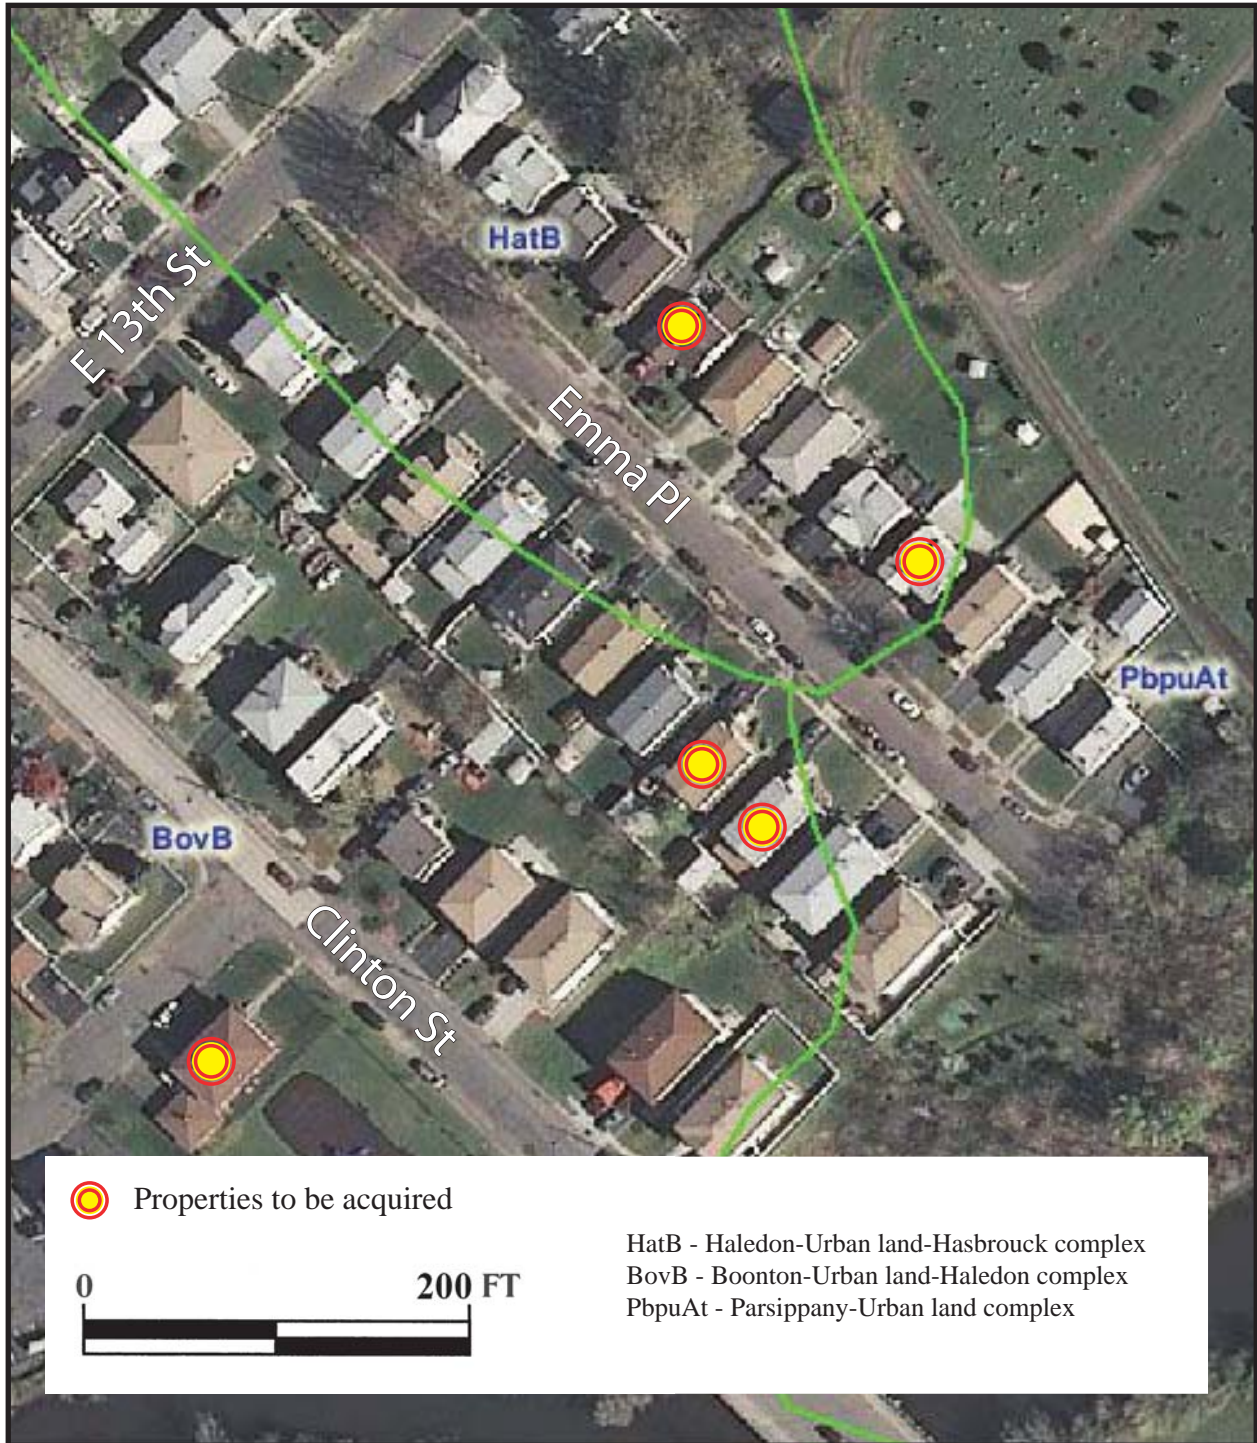 HatB
E 13th St
Emma Pl
PbpuAt
BovB
Clinton St
Properties to be acquired
0 200 FT
HatB - Haledon-Urban land-Hasbrouck complex
BovB - Boonton-Urban land-Haledon complex
PbpuAt - Parsippany-Urban land complex